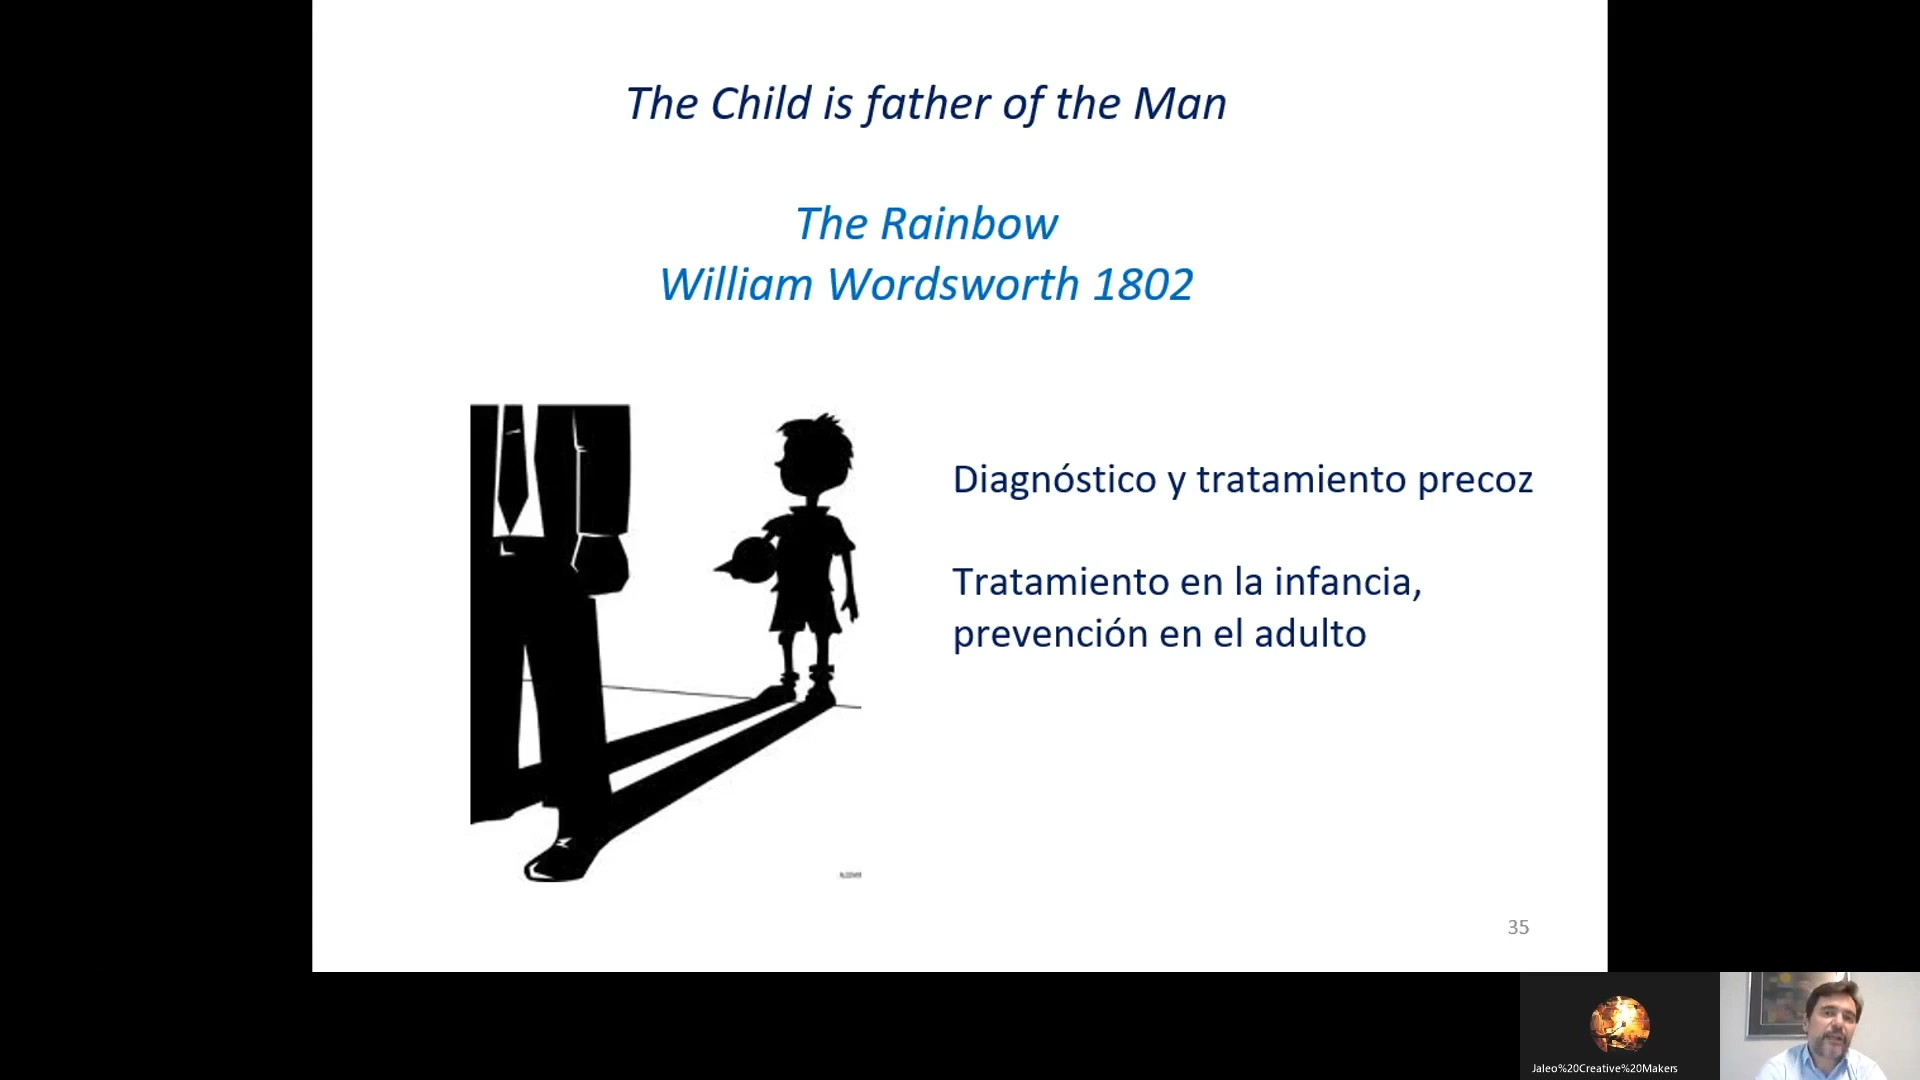 The Child is father of the Man
The Rainbow
William Wordsworth 1802
Diagnóstico y tratamiento precoz
Tratamiento en la infancia,
prevención en el adulto
35
Jaleo%20Creative%20Makers